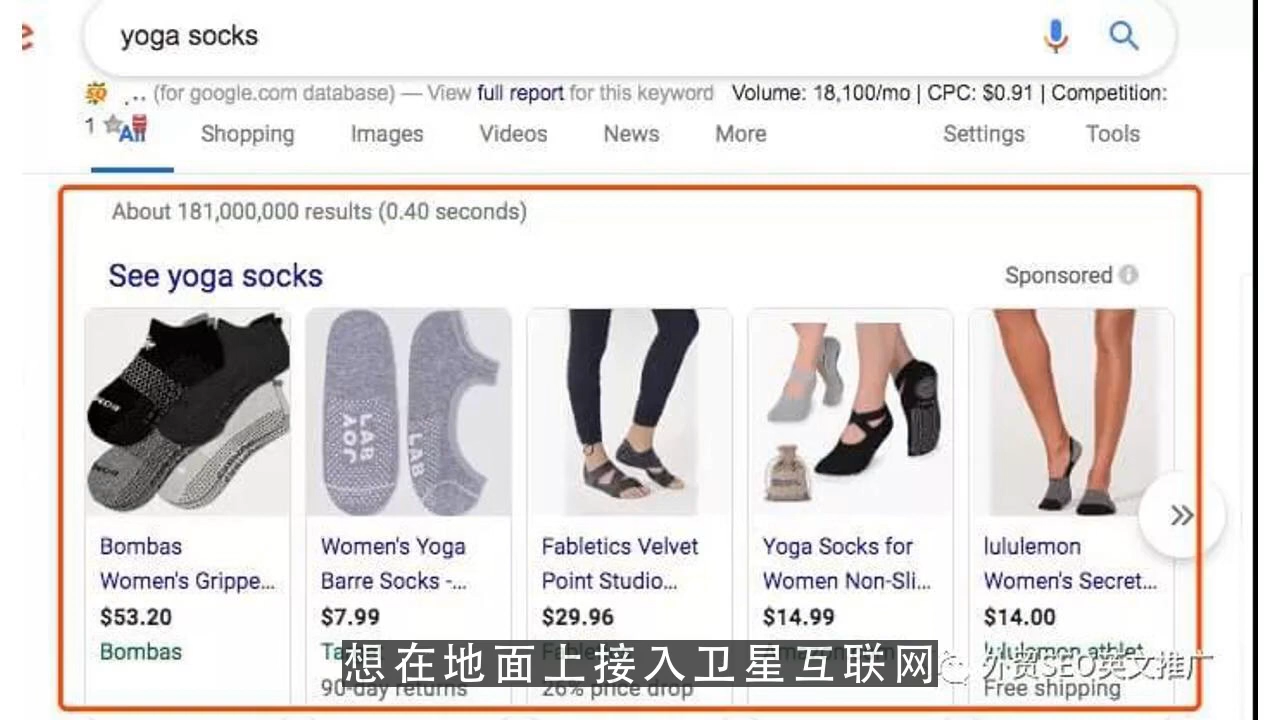 yoga socks
(for google.com database) — View full report for this keyword Volume: 18,100/mo | CPC: $0.91 | Competition:
1
All Shopping Images Videos News More Settings Tools
About 181,000,000 results (0.40 seconds)
See yoga socks
Sponsored
Bombas
Women's Grippe...
$53.20
Bombas
Women's Yoga
Barre Socks -...
$7.99
90-day returns
Fabletics Velvet
Point Studio...
$29.96
26% price drop
Yoga Socks for
Women Non-Sli...
$14.99
lululemon
Women's Secret...
$14.00
lululemon athlet
Free shipping
想在地面上接入卫星互联网
外贸SEO英文推广